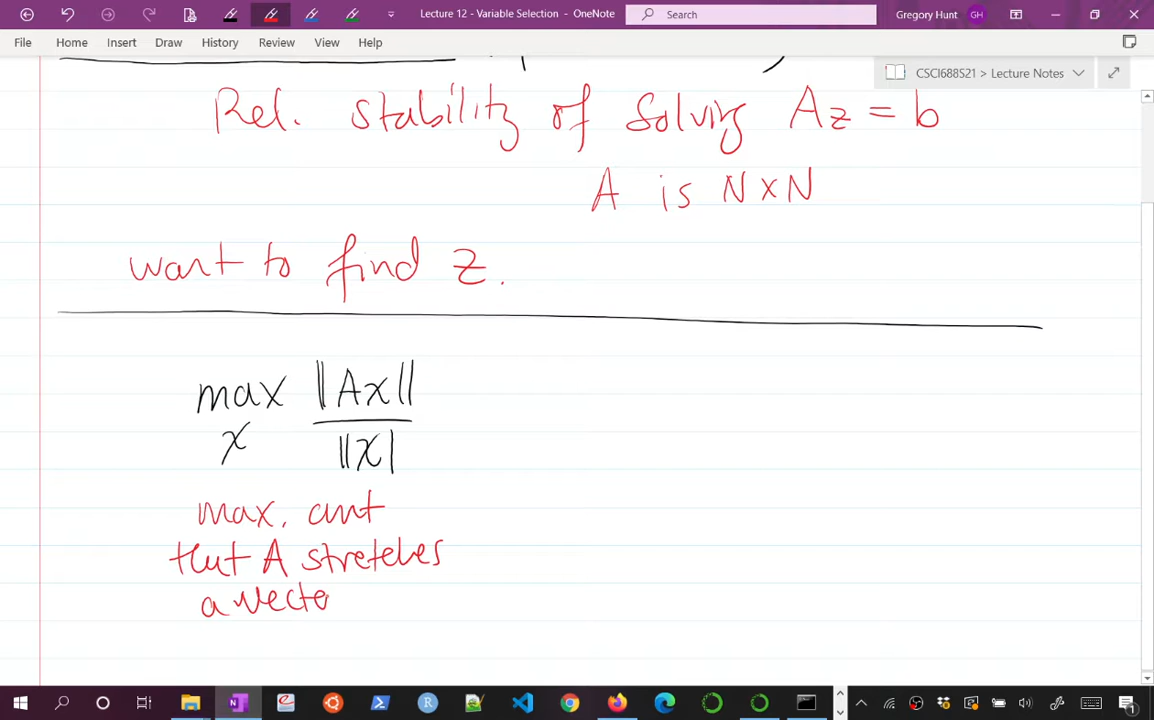 Lecture 12 - Variable Selection - OneNote
Search
Gregory Hunt
GH
File Home Insert Draw History Review View Help
CSCI688S21 > Lecture Notes
Rel. stability of solving Az = b
A is N x N
want to find z.
max ||Ax||
x ||x|
max. amt
that A stretches
a vecto
1